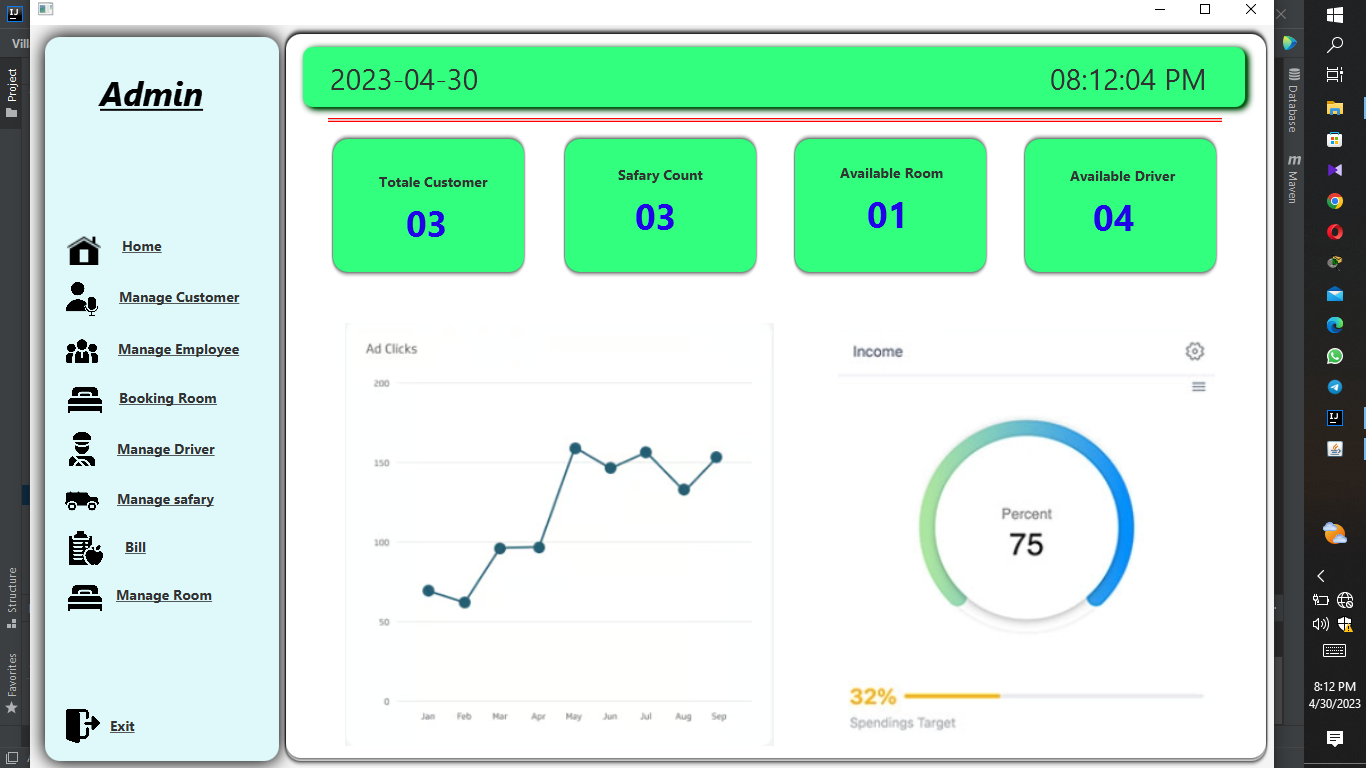 Vill
Project
Structure
Favorites
Admin
Home
Manage Customer
Manage Employee
Booking Room
Manage Driver
Manage safary
Bill
Manage Room
Exit
2023-04-30 08:12:04 PM
Totale Customer
03
Safary Count
03
Available Room
01
Available Driver
04
Ad Clicks
200
150
100
50
0
Jan Feb Mar Apr May Jun Jul Aug Sep
Income
Percent
75
32%
Spendings Target
Database
m Maven
8:12 PM
4/30/2023